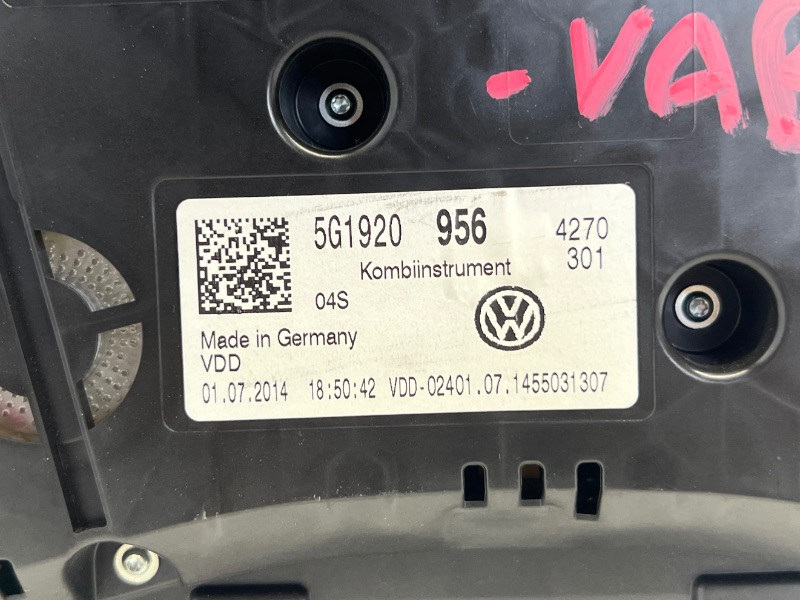 -VAR
5G1920 956 4270
Kombiinstrument 301
04S
Made in Germany
VDD
01.07.2014 18:50:42 VDD-02401.07.1455031307